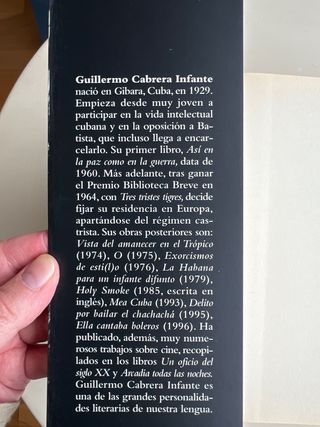 Guillermo Cabrera Infante
nació en Gibara, Cuba, en 1929.
Empieza desde muy joven a
participar en la vida intelectual
cubana y en la oposición a Ba-
tista, que incluso llega a encar-
celarlo. Su primer libro, Así en
la paz como en la guerra, data de
1960. Más adelante, tras ganar
el Premio Biblioteca Breve en
1964, con Tres tristes tigres, decide
fijar su residencia en Europa,
apartándose del régimen cas-
trista. Sus obras posteriores son:
Vista del amanecer en el Trópico
(1974), O (1975), Exorcismos
de esti(l)o (1976), La Habana
para un infante difunto (1979),
Holy Smoke (1985, escrita en
inglés), Mea Cuba (1993), Delito
por bailar el chachachá (1995),
Ella cantaba boleros (1996). Ha
publicado, además, muy nume-
rosos trabajos sobre cine, recopi-
lados en los libros Un oficio del
siglo XX y Arcadia todas las noches.
Guillermo Cabrera Infante es
una de las grandes personalida-
des literarias de nuestra lengua.